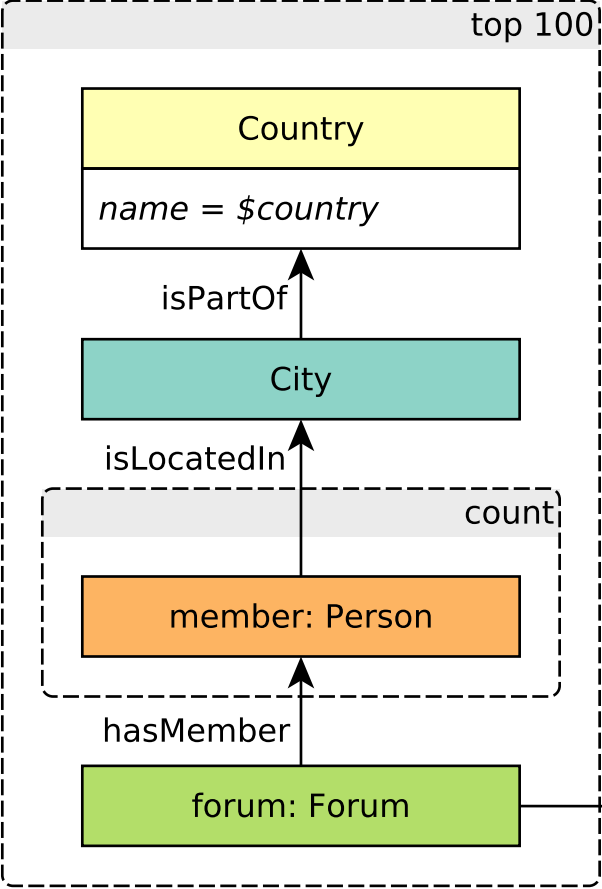 top 100
Country
name = $country
isPartOf
City
isLocatedIn
count
member: Person
hasMember
forum: Forum